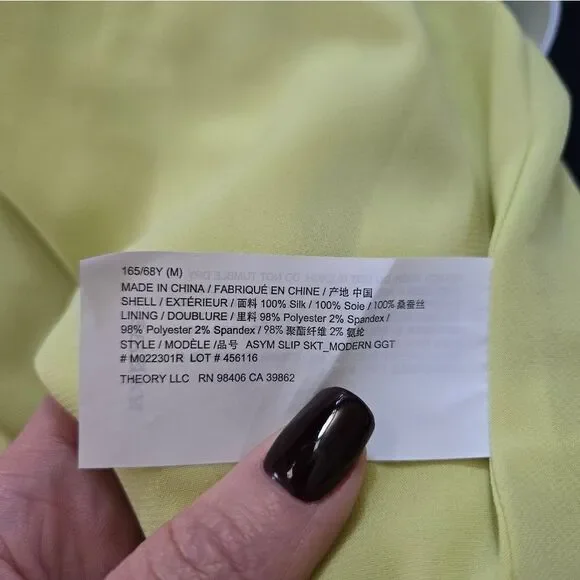 165/68Y (M)
MADE IN CHINA / FABRIQUÉ EN CHINE / 产地 中国
SHELL / EXTÉRIEUR / 面料 100% Silk / 100% Soie / 100% 桑蚕丝
LINING / DOUBLURE / 里料 98% Polyester 2% Spandex /
98% Polyester 2% Spandex / 98% 聚酯纤维 2% 氨纶
STYLE / MODÈLE /品号 ASYM SLIP SKT_MODERN GGT
# M022301R LOT # 456116
THEORY LLC RN 98406 CA 39862